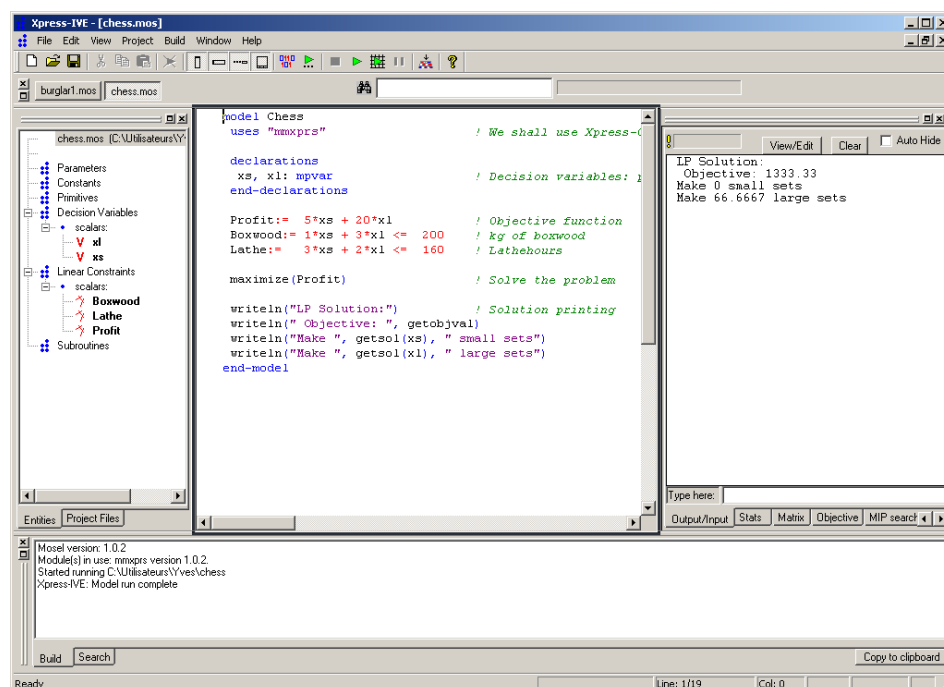 Xpress-IVE - [chess.mos]
File Edit View Project Build Window Help
burglar1.mos chess.mos
chess.mos (C:\Utilisateurs\Y
Parameters
Constants
Primitives
Decision Variables
scalars:
xl
xs
Linear Constraints
scalars:
Boxwood
Lathe
Profit
Subroutines
Entities Project Files
model Chess
uses "mmxprs" ! We shall use Xpress-
declarations
xs, xl: mpvar ! Decision variables:
end-declarations
Profit:= 5*xs + 20*xl ! Objective function
Boxwood:= 1*xs + 3*xl <= 200 ! kg of boxwood
Lathe:= 3*xs + 2*xl <= 160 ! Lathehours
maximize(Profit) ! Solve the problem
writeln("LP Solution:") ! Solution printing
writeln(" Objective: ", getobjval)
writeln("Make ", getsol(xs), " small sets")
writeln("Make ", getsol(xl), " large sets")
end-model
View/Edit Clear Auto Hide
LP Solution:
Objective: 1333.33
Make 0 small sets
Make 66.6667 large sets
Type here:
Output/Input Stats Matrix Objective MIP search
Mosel version: 1.0.2
Module(s) in use: mmxprs version 1.0.2.
Started running C:\Utilisateurs\Yves\chess
Xpress-IVE: Model run complete
Build Search
Copy to clipboard
Ready Line: 1/19 Col: 0